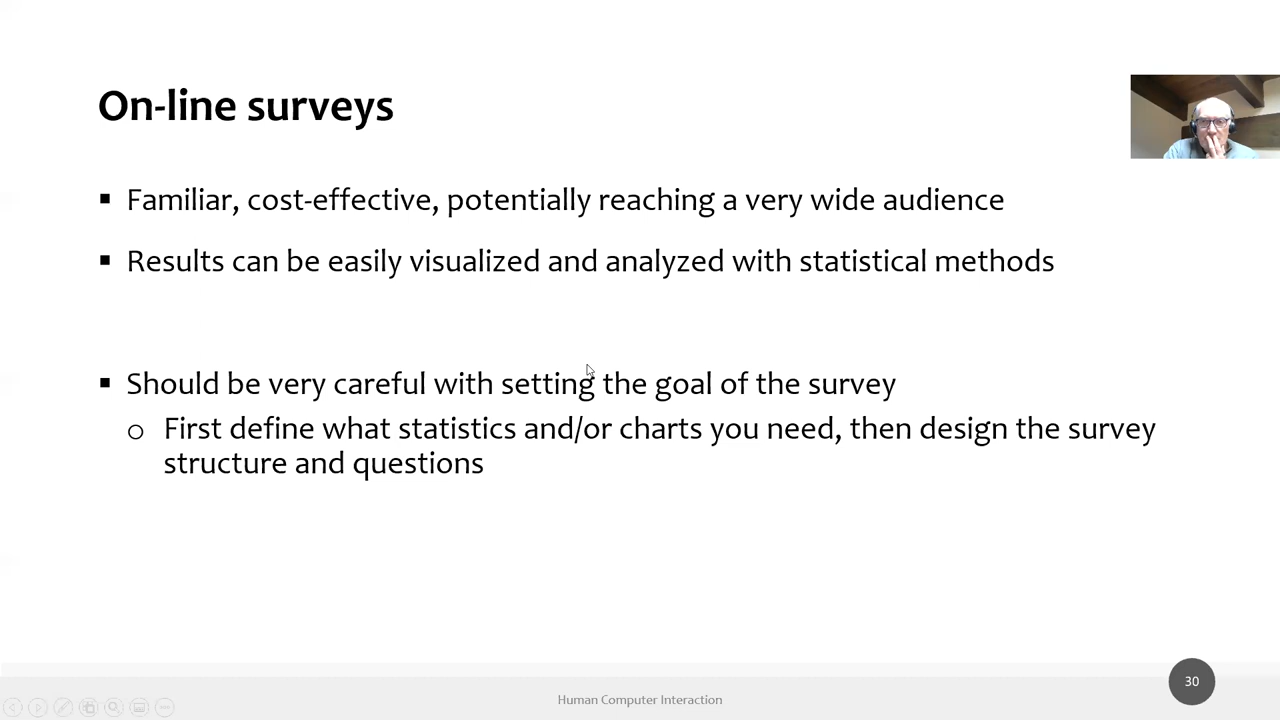 On-line surveys
Familiar, cost-effective, potentially reaching a very wide audience
Results can be easily visualized and analyzed with statistical methods
Should be very careful with setting the goal of the survey
First define what statistics and/or charts you need, then design the survey
structure and questions
Human Computer Interaction
30